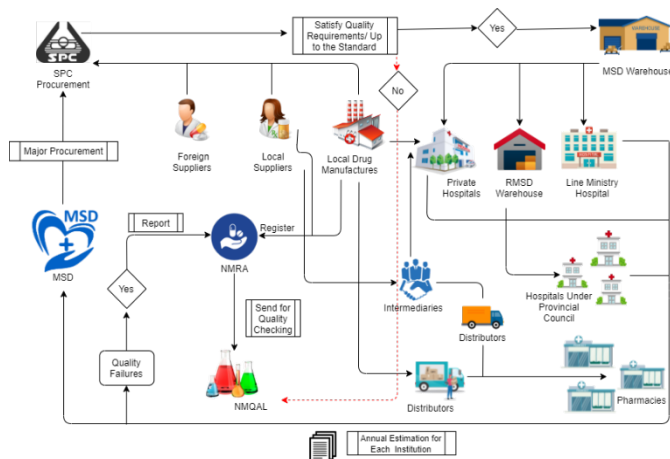 Satisfy Quality
Requirements/ Up
to the Standard
Yes
WAREHOUSE
SPC
SPC
Procurement
MSD Warehouse
No
Major Procurement
Foreign
Suppliers
Local
Suppliers
Local Drug
Manufactures
Private
Hospitals
RMSD
Warehouse
Line Ministry
Hospital
MSD
MSD
Report
Register
NMRA
Yes
Send for
Quality
Checking
Intermediaries
Distributors
Hospitals Under
Provincial
Council
Quality
Failures
NMQAL
Distributors
Pharmacies
Annual Estimation for
Each Institution